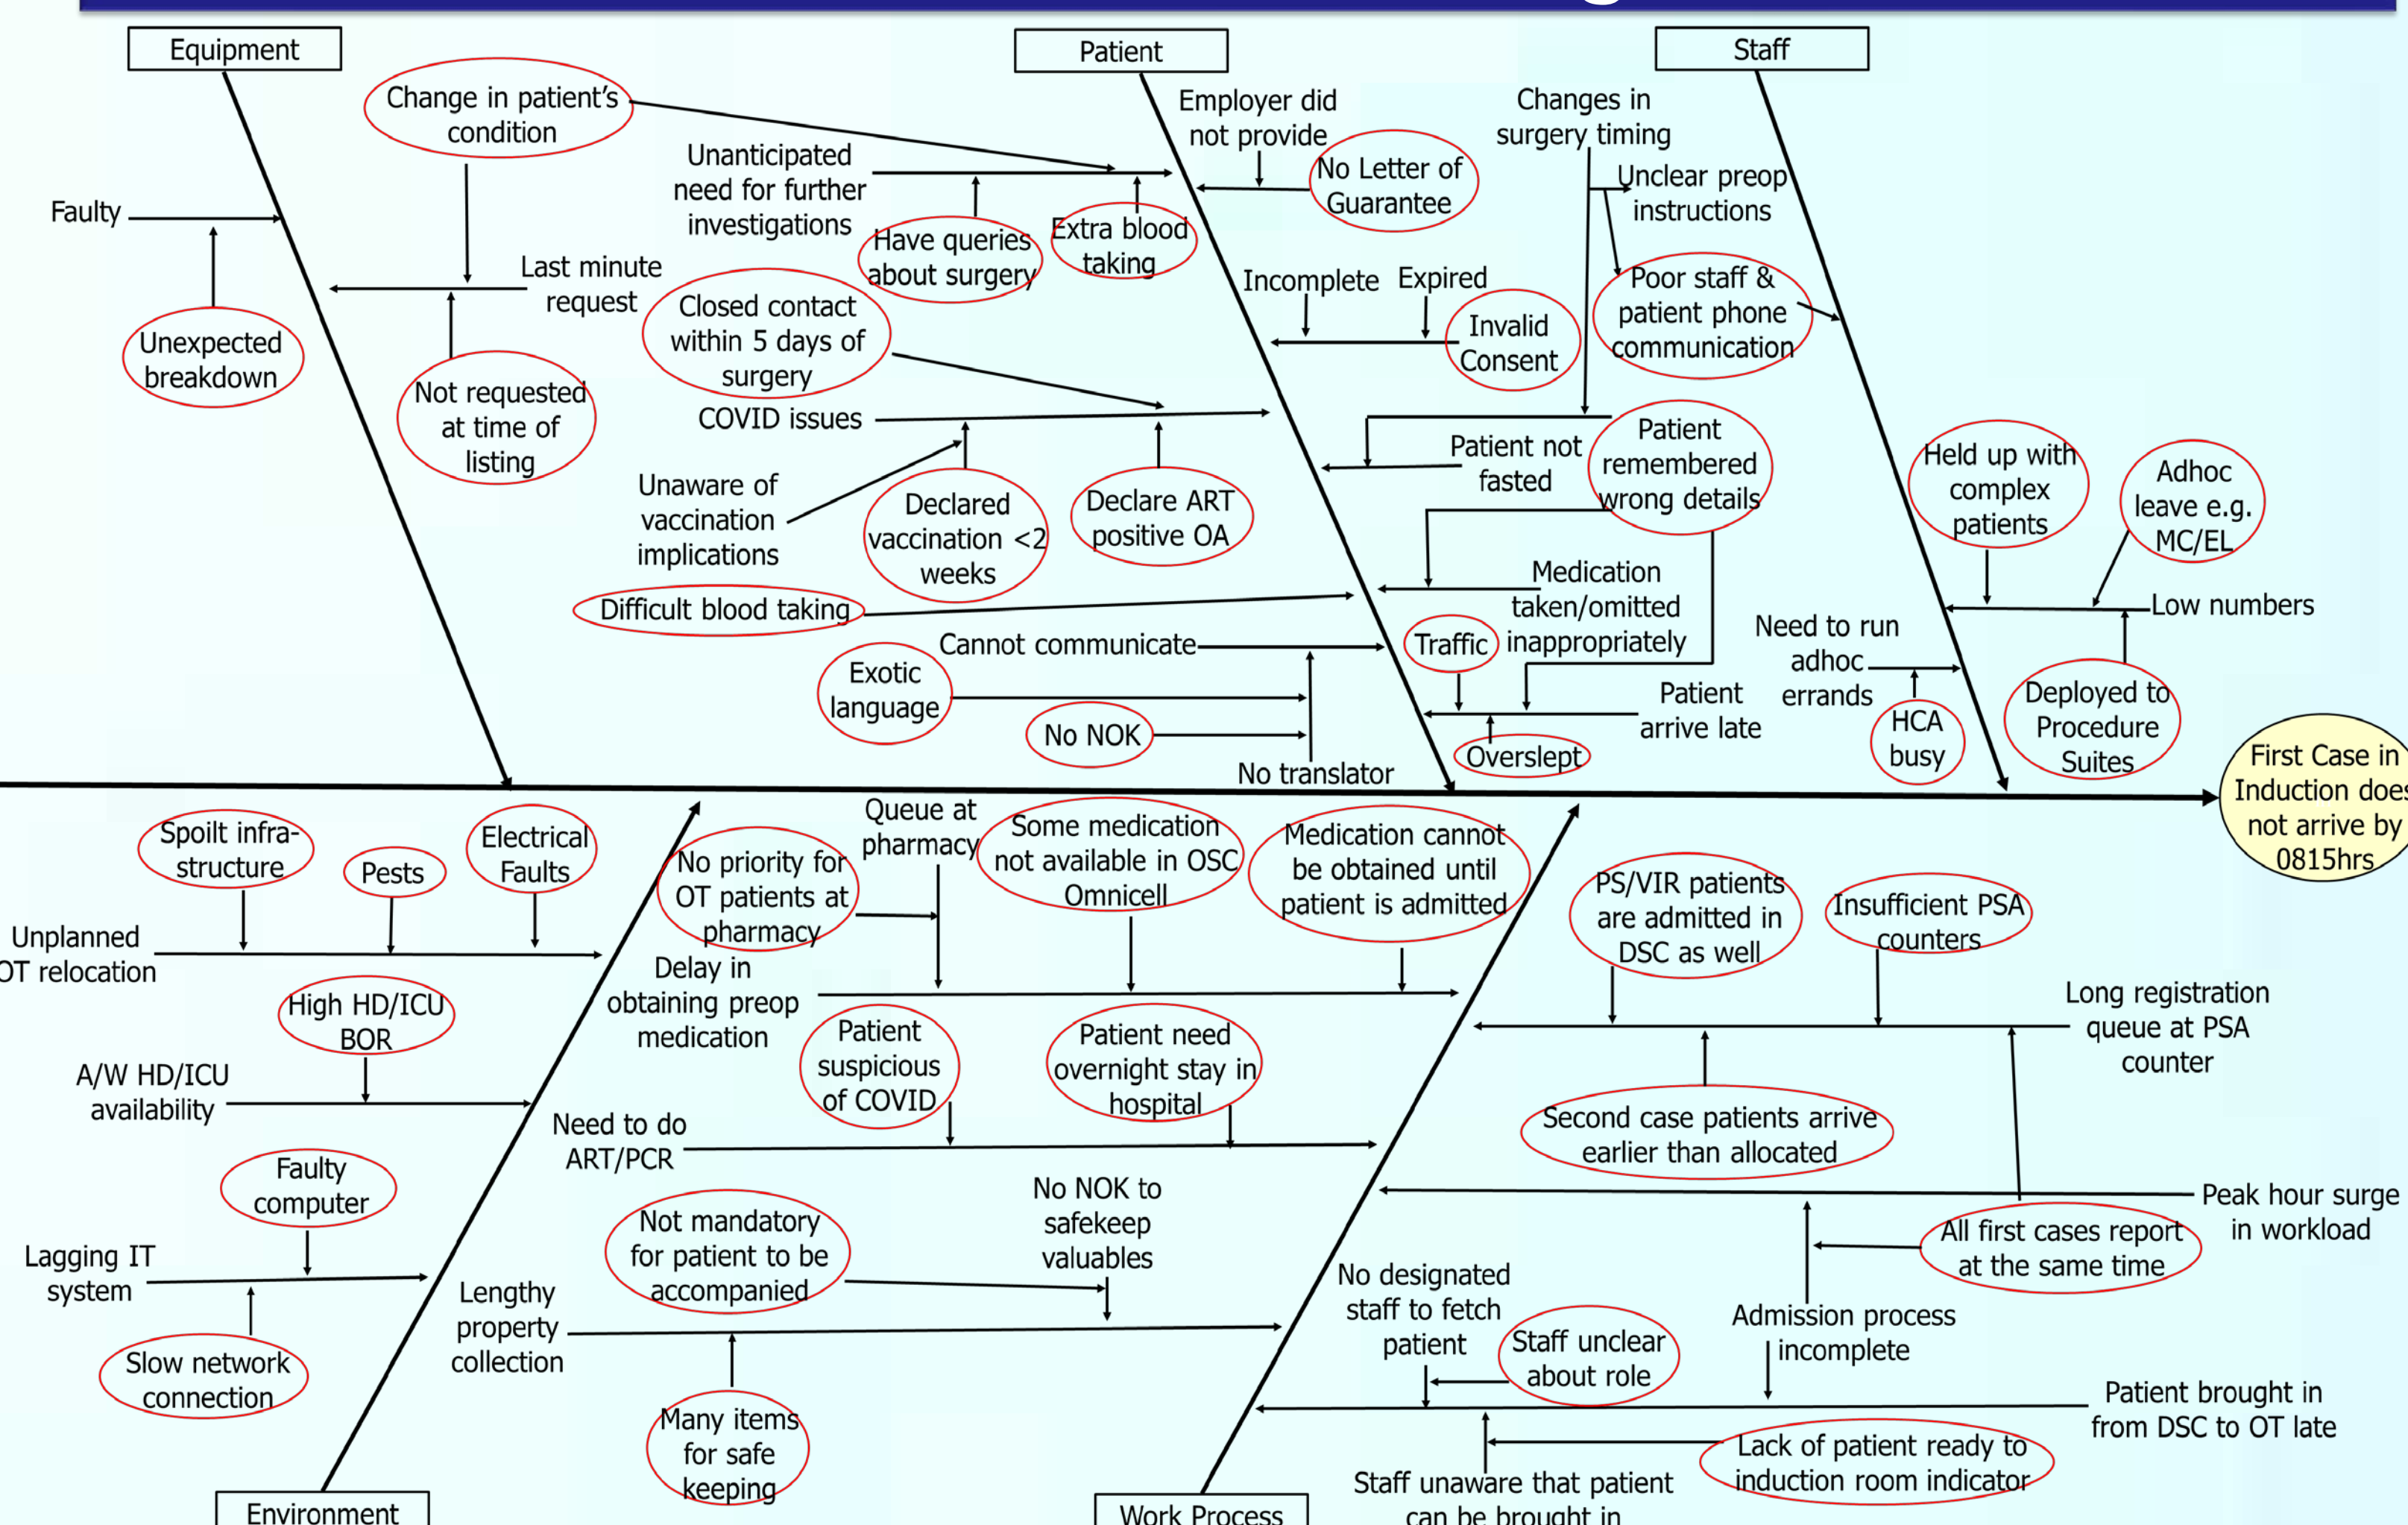 Equipment
Patient
Staff
Change in patient's
condition
Employer did
not provide
Changes in
surgery timing
Unanticipated
need for further
investigations
No Letter of
Guarantee
Unclear preop
instructions
Faulty
Have queries
about surgery
Extra blood
taking
Last minute
request
Incomplete
Expired
Poor staff &
patient phone
communication
Closed contact
within 5 days of
surgery
Invalid
Consent
Unexpected
breakdown
Not requested
at time of
listing
COVID issues
Patient not
fasted
Patient
remembered
wrong details
Held up with
complex
patients
Adhoc
leave e.g.
MC/EL
Unaware of
vaccination
implications
Declared
vaccination <2
weeks
Declare ART
positive OA
Difficult blood taking
Medication
taken/omitted
inappropriately
Low numbers
Cannot communicate
Traffic
Need to run
adhoc
errands
Exotic
language
No NOK
Patient
arrive late
HCA
busy
Deployed to
Procedure
Suites
Overslept
No translator
First Case in
Induction does
not arrive by
0815hrs
Spoilt infra-
structure
Pests
Electrical
Faults
No priority for
OT patients at
pharmacy
Queue at
pharmacy
Some medication
not available in OSC
Omnicell
Medication cannot
be obtained until
patient is admitted
PS/VIR patients
are admitted in
DSC as well
Insufficient PSA
counters
Unplanned
OT relocation
Delay in
obtaining preop
medication
High HD/ICU
BOR
Long registration
queue at PSA
counter
Patient
suspicious
of COVID
Patient need
overnight stay in
hospital
A/W HD/ICU
availability
Need to do
ART/PCR
Second case patients arrive
earlier than allocated
Faulty
computer
Not mandatory
for patient to be
accompanied
No NOK to
safekeep
valuables
Peak hour surge
in workload
All first cases report
at the same time
Lagging IT
system
Lengthy
property
collection
No designated
staff to fetch
patient
Staff unclear
about role
Admission process
incomplete
Slow network
connection
Many items
for safe
keeping
Patient brought in
from DSC to OT late
Lack of patient ready to
induction room indicator
Staff unaware that patient
can be brought in
Environment
Work Process